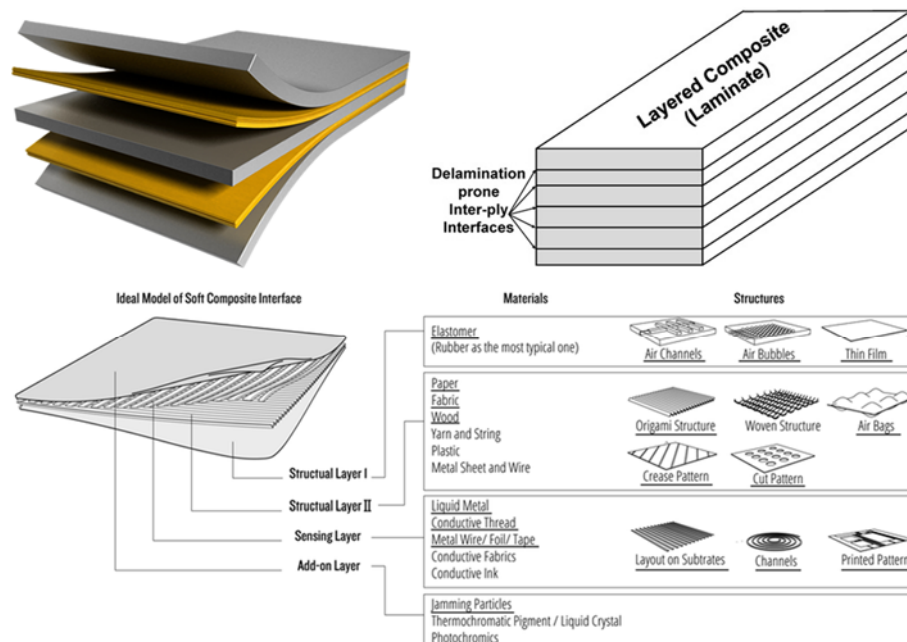 Layered Composite
(Laminate)
Delamination
prone
Inter-ply
Interfaces
Ideal Model of Soft Composite Interface
Materials
Structures
Structual Layer I
Structual Layer II
Sensing Layer
Add-on Layer
Elastomer
(Rubber as the most typical one)
Air Channels
Air Bubbles
Thin Film
Paper
Fabric
Wood
Yarn and String
Plastic
Metal Sheet and Wire
Origami Structure
Woven Structure
Air Bags
Crease Pattern
Cut Pattern
Liquid Metal
Conductive Thread
Metal Wire/ Foil/ Tape
Conductive Fabrics
Conductive Ink
Layout on Subtrates
Channels
Printed Pattern
Jamming Particles
Thermochromatic Pigment / Liquid Crystal
Photochromics